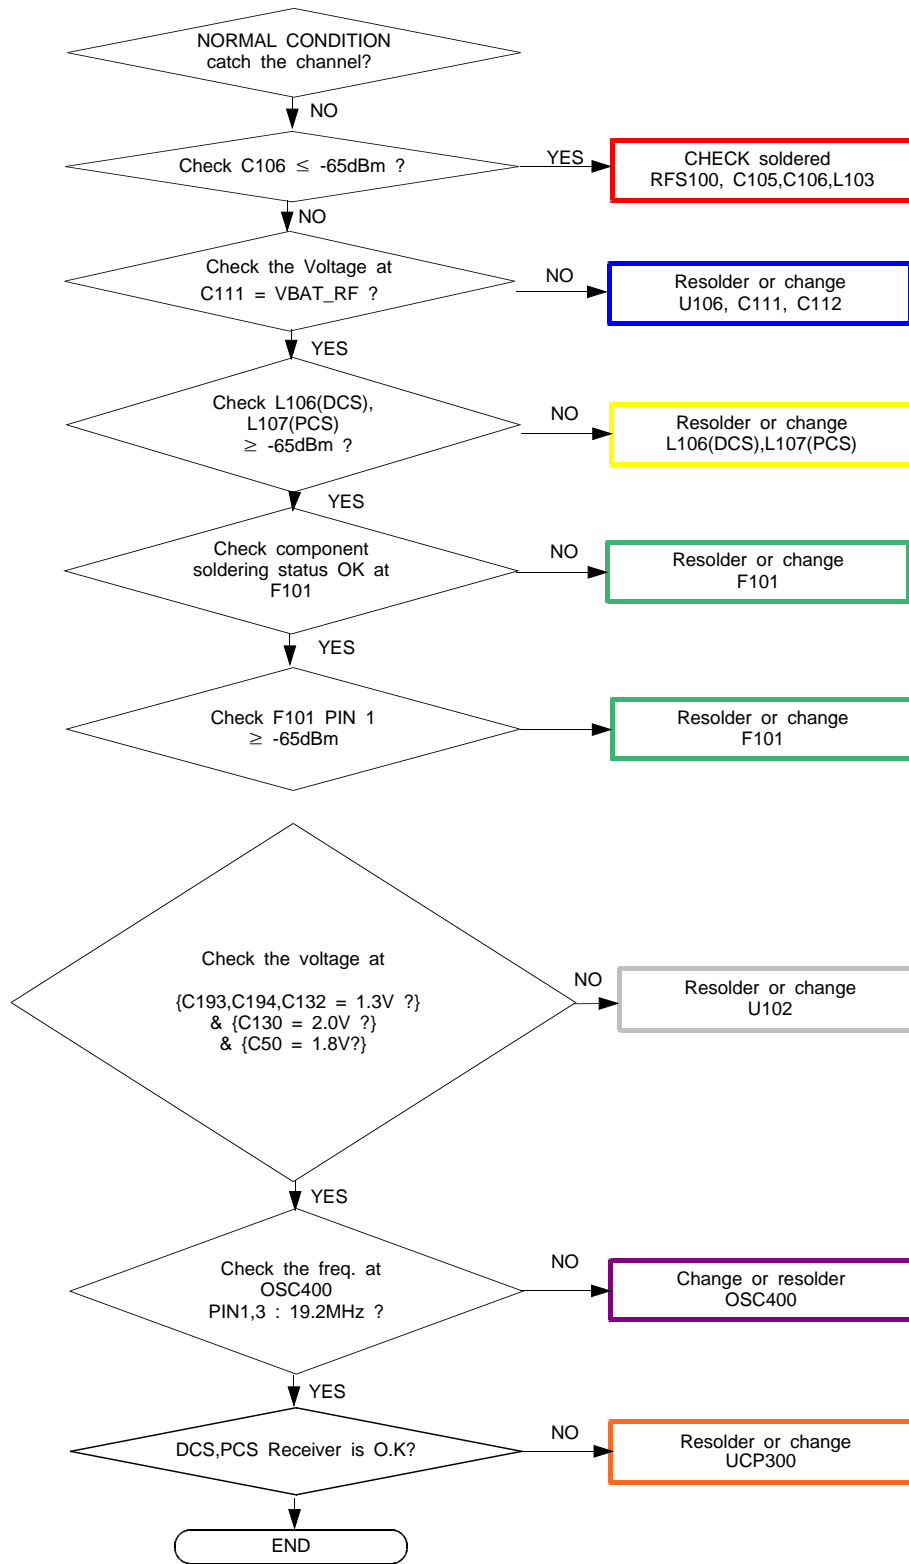 NORMAL CONDITION
catch the channel?
NO
Check C106 ≤ -65dBm ?
YES
CHECK soldered
RFS100, C105,C106,L103
NO
Check the Voltage at
C111 = VBAT_RF ?
NO
Resolder or change
U106, C111, C112
YES
Check L106(DCS),
L107(PCS)
≥ -65dBm ?
NO
Resolder or change
L106(DCS),L107(PCS)
YES
Check component
soldering status OK at
F101
NO
Resolder or change
F101
YES
Check F101 PIN 1
≥ -65dBm
Resolder or change
F101
Check the voltage at
{C193,C194,C132 = 1.3V ?}
& {C130 = 2.0V ?}
& {C50 = 1.8V?}
NO
Resolder or change
U102
YES
Check the freq. at
OSC400
PIN1,3 : 19.2MHz ?
NO
Change or resolder
OSC400
YES
DCS,PCS Receiver is O.K?
NO
Resolder or change
UCP300
END